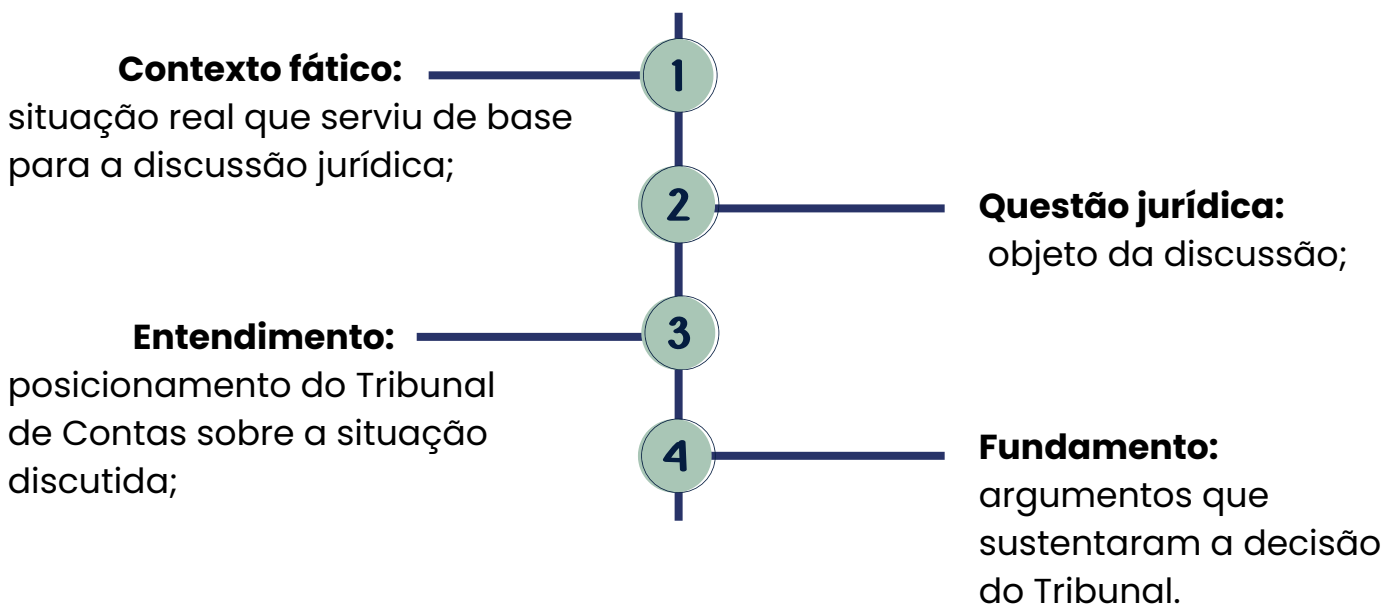 1
Contexto fático:
situação real que serviu de base
para a discussão jurídica;
2
Questão jurídica:
objeto da discussão;
3
Entendimento:
posicionamento do Tribunal
de Contas sobre a situação
discutida;
4
Fundamento:
argumentos que
sustentaram a decisão
do Tribunal.